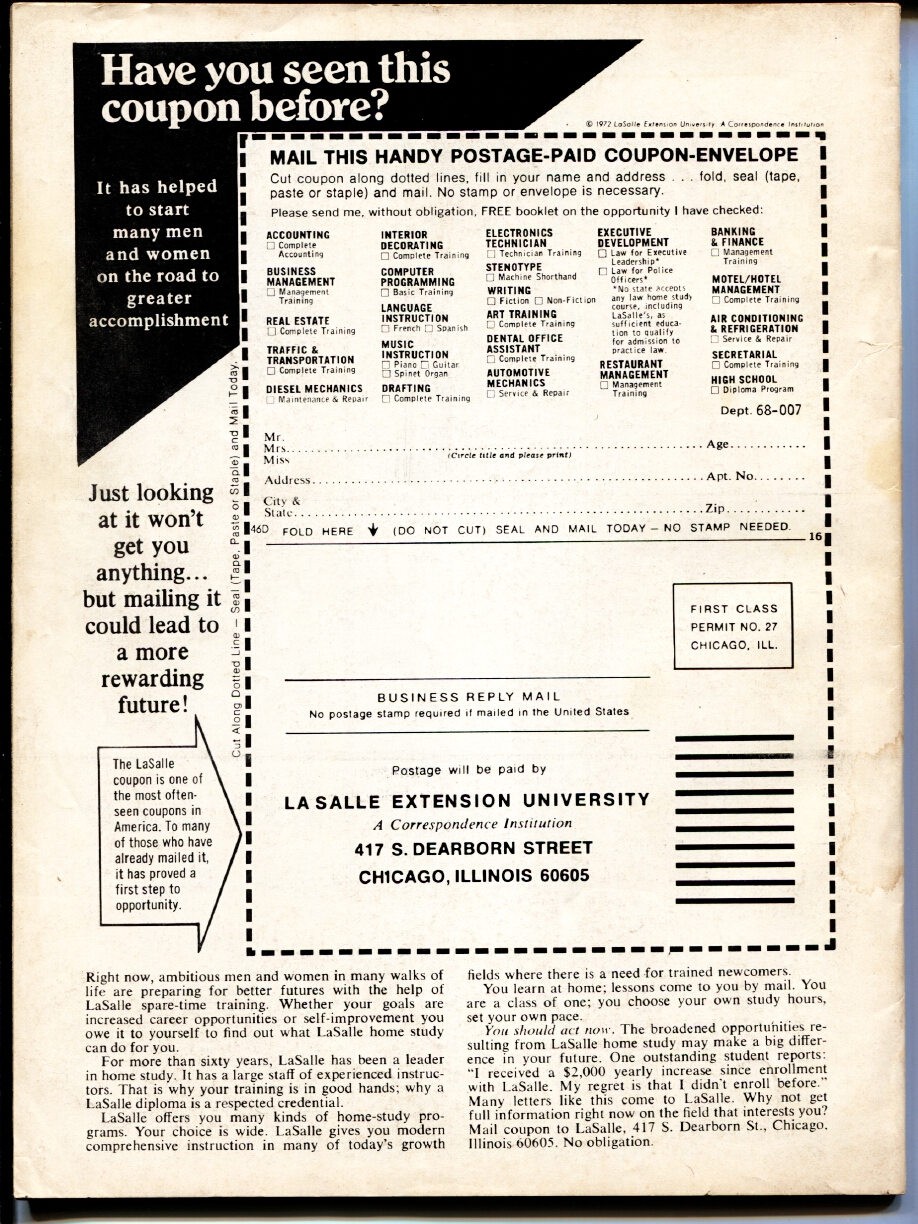 Have you seen this
coupon before?
© 1972 LaSalle Extension University. A Correspondence Institution
It has helped
to start
many men
and women
on the road to
greater
accomplishment
MAIL THIS HANDY POSTAGE-PAID COUPON-ENVELOPE
Cut coupon along dotted lines, fill in your name and address . . . fold, seal (tape,
paste or staple) and mail. No stamp or envelope is necessary.
Please send me, without obligation, FREE booklet on the opportunity I have checked:
ACCOUNTING
☐ Complete
Accounting
BUSINESS
MANAGEMENT
☐ Management
Training
REAL ESTATE
☐ Complete Training
TRAFFIC &
TRANSPORTATION
☐ Complete Training
DIESEL MECHANICS
☐ Maintenance & Repair
INTERIOR
DECORATING
☐ Complete Training
COMPUTER
PROGRAMMING
☐ Basic Training
LANGUAGE
INSTRUCTION
☐ French ☐ Spanish
MUSIC
INSTRUCTION
☐ Piano ☐ Guitar
☐ Spinet Organ
DRAFTING
☐ Complete Training
ELECTRONICS
TECHNICIAN
☐ Technician Training
STENOTYPE
☐ Machine Shorthand
WRITING
☐ Fiction ☐ Non-Fiction
ART TRAINING
☐ Complete Training
DENTAL OFFICE
ASSISTANT
☐ Complete Training
AUTOMOTIVE
MECHANICS
☐ Service & Repair
EXECUTIVE
DEVELOPMENT
☐ Law for Executive
Leadership*
☐ Law for Police
Officers*
*No state accepts
any law home study
course, including
LaSalle's, as
sufficient educa-
tion to qualify
for admission to
practice law.
RESTAURANT
MANAGEMENT
☐ Management
Training
BANKING
& FINANCE
☐ Management
Training
MOTEL/HOTEL
MANAGEMENT
☐ Complete Training
AIR CONDITIONING
& REFRIGERATION
☐ Service & Repair
SECRETARIAL
☐ Complete Training
HIGH SCHOOL
☐ Diploma Program
Dept. 68-007
Mr.
Mrs. Age
Miss (Circle title and please print)
Address Apt. No.
City &
State Zip
46D FOLD HERE ↓ (DO NOT CUT) SEAL AND MAIL TODAY – NO STAMP NEEDED. 16
Cut Along Dotted Line – Seal (Tape, Paste or Staple) and Mail Today.
Just looking
at it won't
get you
anything...
but mailing it
could lead to
a more
rewarding
future!
The LaSalle
coupon is one of
the most often-
seen coupons in
America. To many
of those who have
already mailed it,
it has proved a
first step to
opportunity.
FIRST CLASS
PERMIT NO. 27
CHICAGO, ILL.
BUSINESS REPLY MAIL
No postage stamp required if mailed in the United States
Postage will be paid by
LA SALLE EXTENSION UNIVERSITY
A Correspondence Institution
417 S. DEARBORN STREET
CHICAGO, ILLINOIS 60605
Right now, ambitious men and women in many walks of
life are preparing for better futures with the help of
LaSalle spare-time training. Whether your goals are
increased career opportunities or self-improvement you
owe it to yourself to find out what LaSalle home study
can do for you.
For more than sixty years, LaSalle has been a leader
in home study. It has a large staff of experienced instruc-
tors. That is why your training is in good hands; why a
LaSalle diploma is a respected credential.
LaSalle offers you many kinds of home-study pro-
grams. Your choice is wide. LaSalle gives you modern
comprehensive instruction in many of today's growth
fields where there is a need for trained newcomers.
You learn at home; lessons come to you by mail. You
are a class of one; you choose your own study hours,
set your own pace.
You should act now. The broadened opportunities re-
sulting from LaSalle home study may make a big differ-
ence in your future. One outstanding student reports:
"I received a $2,000 yearly increase since enrollment
with LaSalle. My regret is that I didn't enroll before."
Many letters like this come to LaSalle. Why not get
full information right now on the field that interests you?
Mail coupon to LaSalle, 417 S. Dearborn St., Chicago,
Illinois 60605. No obligation.